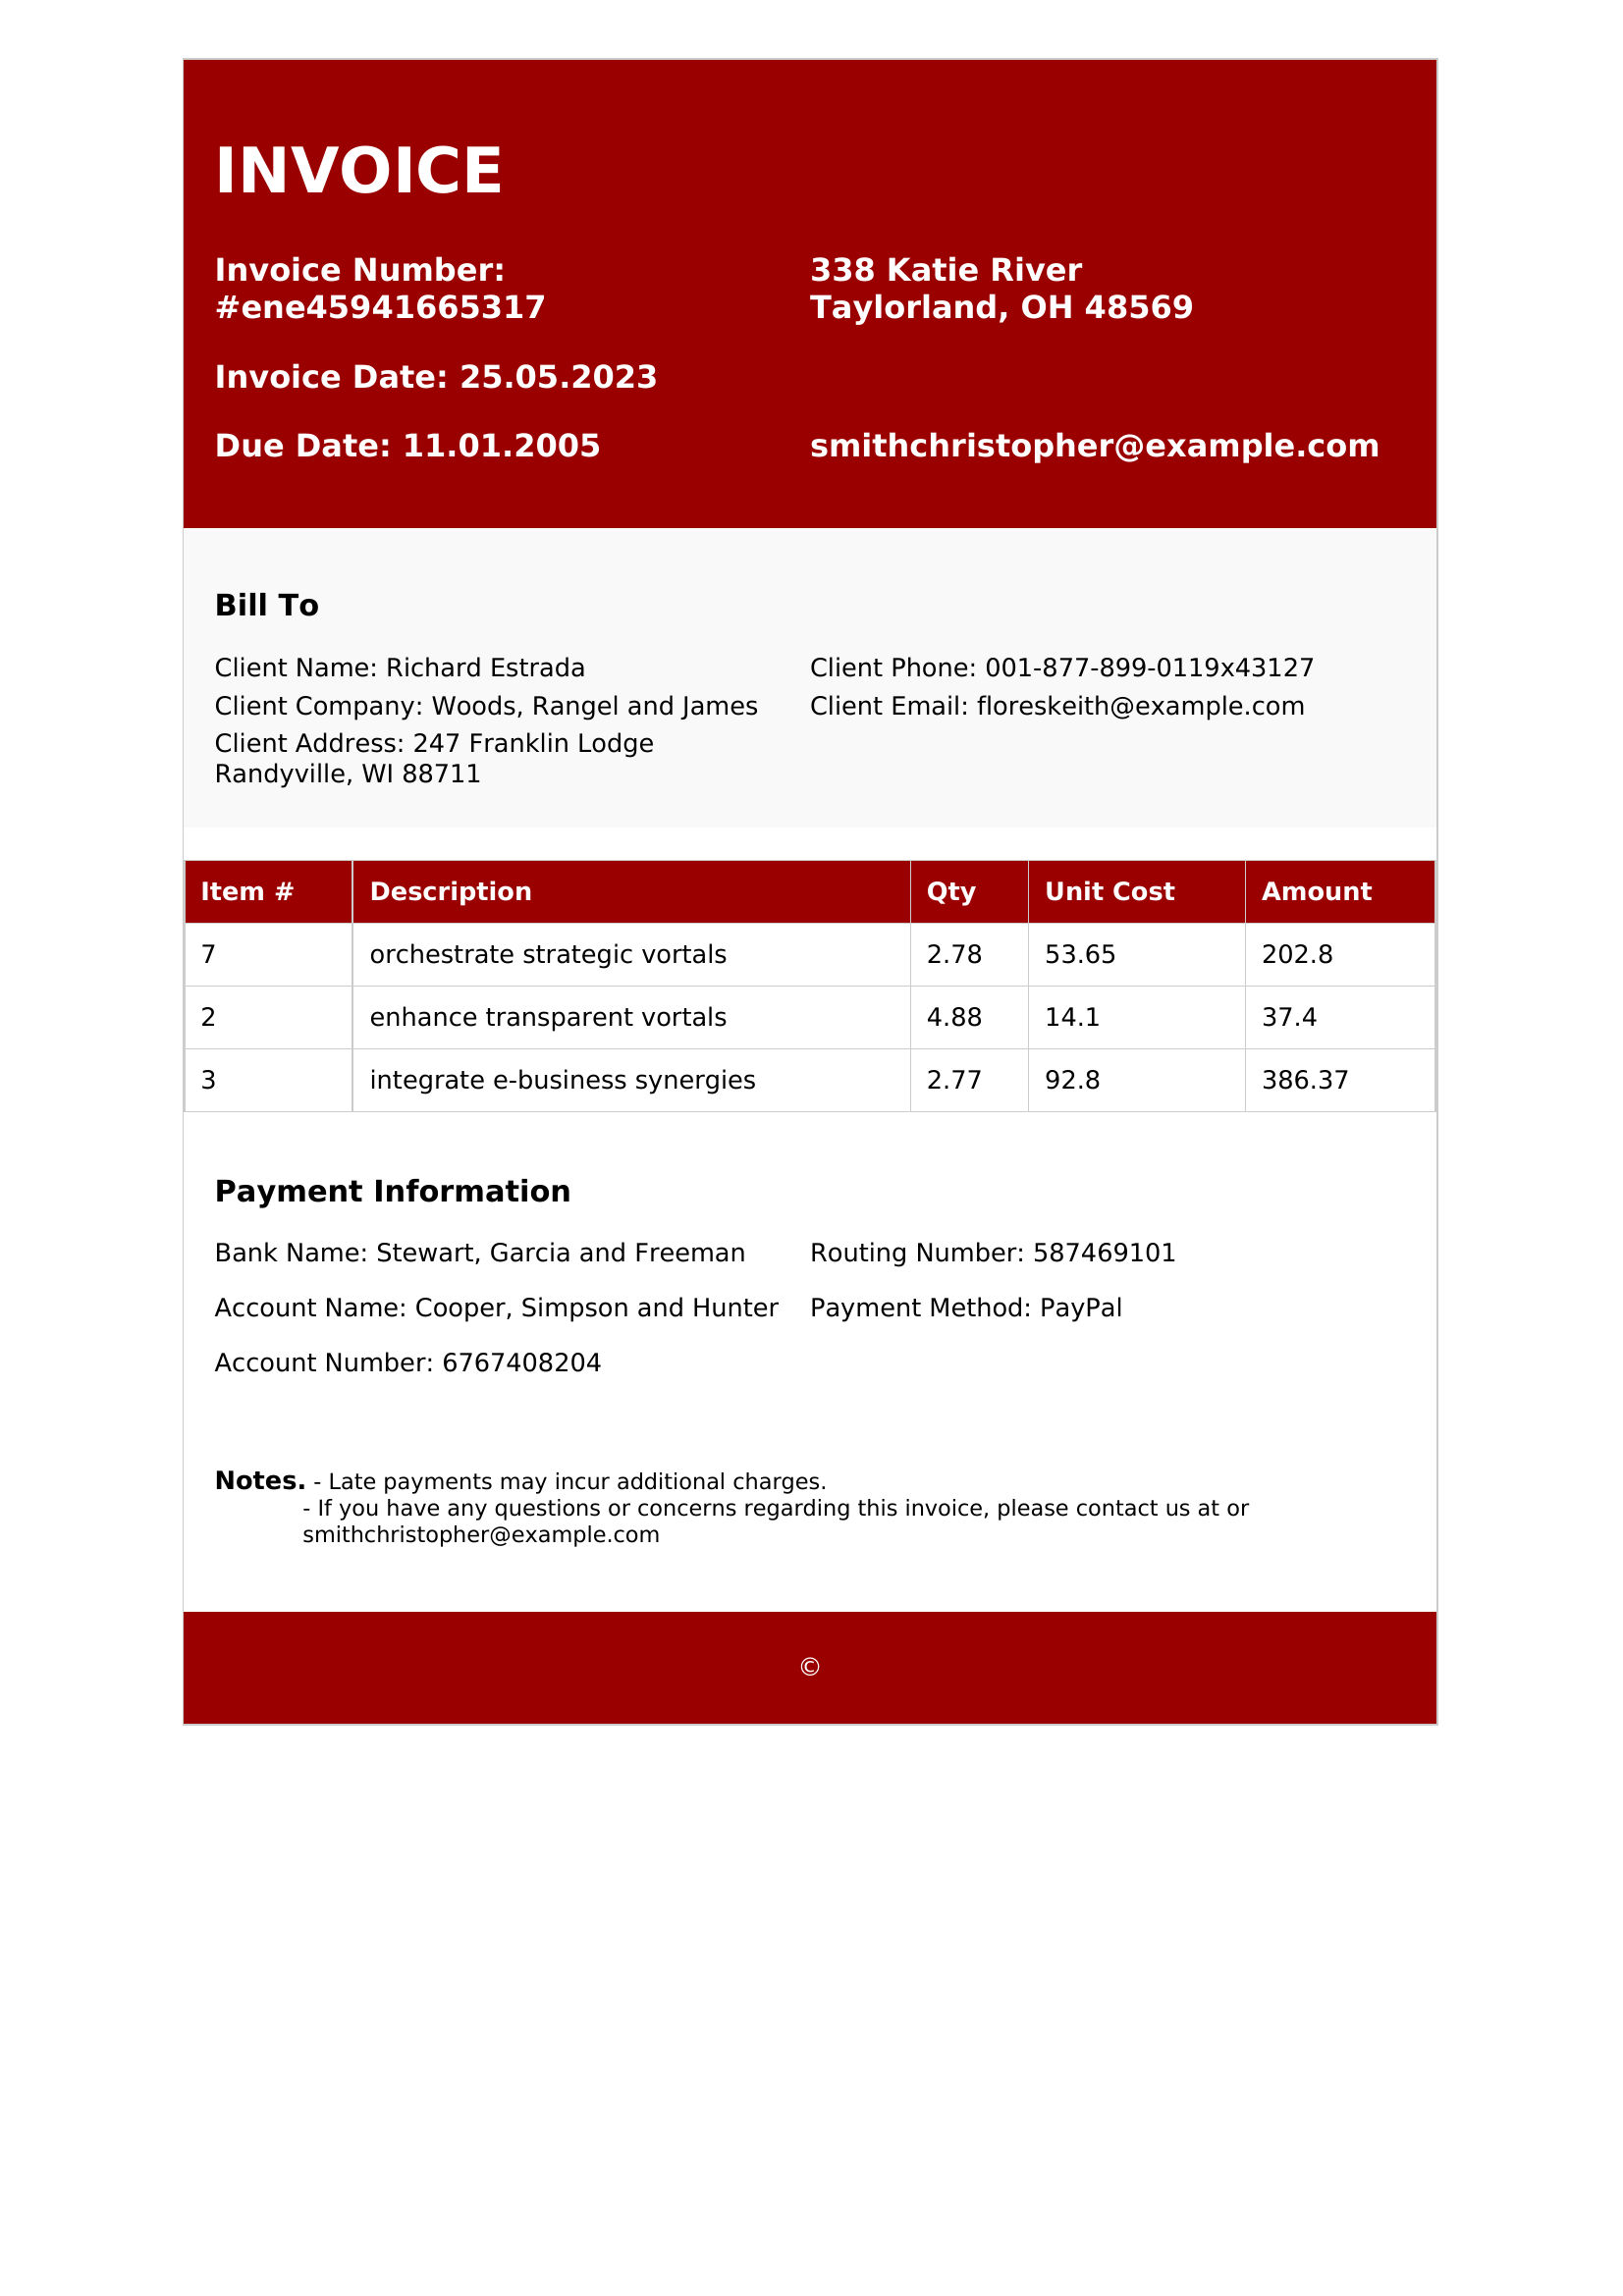 INVOICE
Invoice Number:
#ene45941665317
338 Katie River
Taylorland, OH 48569
Invoice Date: 25.05.2023
Due Date: 11.01.2005
smithchristopher@example.com
Bill To
Client Name: Richard Estrada
Client Phone: 001-877-899-0119x43127
Client Company: Woods, Rangel and James
Client Email: floreskeith@example.com
Client Address: 247 Franklin Lodge
Randyville, WI 88711
Item # Description Qty Unit Cost Amount
7 orchestrate strategic vortals 2.78 53.65 202.8
2 enhance transparent vortals 4.88 14.1 37.4
3 integrate e-business synergies 2.77 92.8 386.37
Payment Information
Bank Name: Stewart, Garcia and Freeman
Routing Number: 587469101
Account Name: Cooper, Simpson and Hunter
Payment Method: PayPal
Account Number: 6767408204
Notes. - Late payments may incur additional charges.
- If you have any questions or concerns regarding this invoice, please contact us at or
smithchristopher@example.com
©